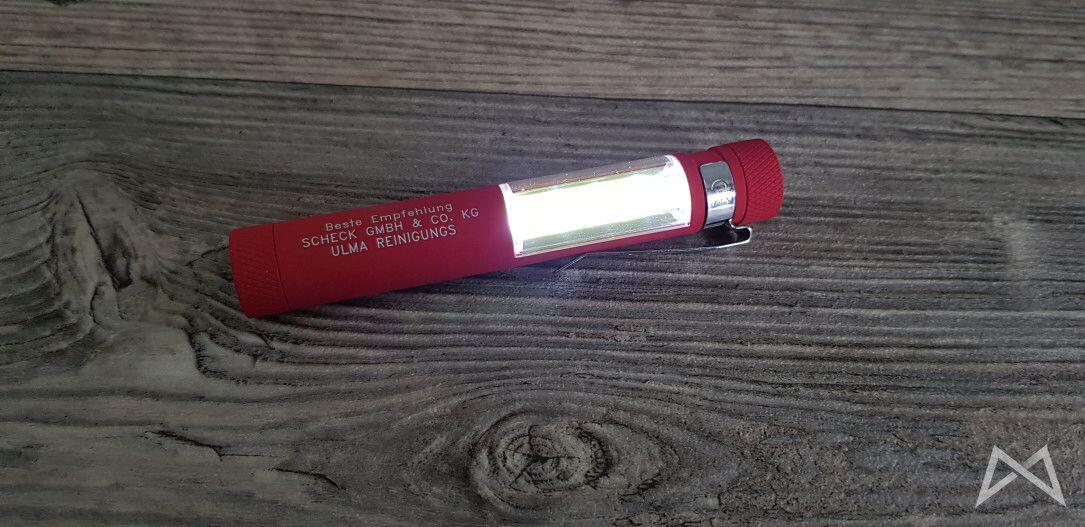 Beste Empfehlung
SCHECK GMBH & CO. KG
ULMA REINIGUNGS